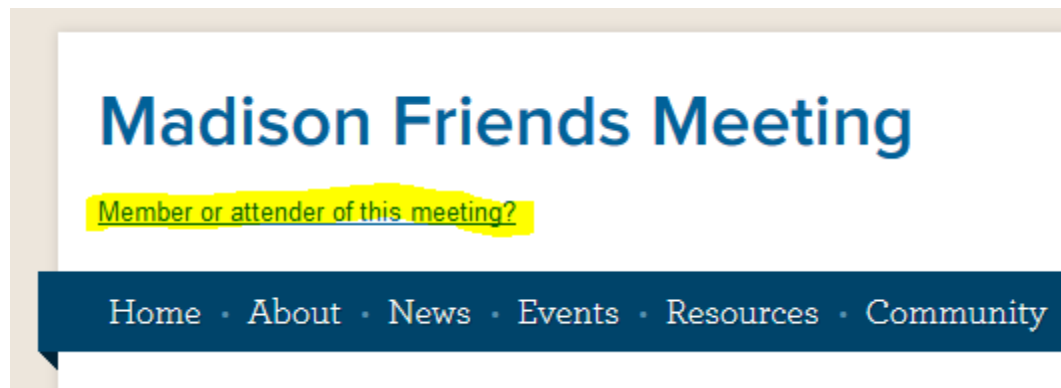 Madison Friends Meeting
Member or attender of this meeting?
Home · About · News · Events · Resources · Community